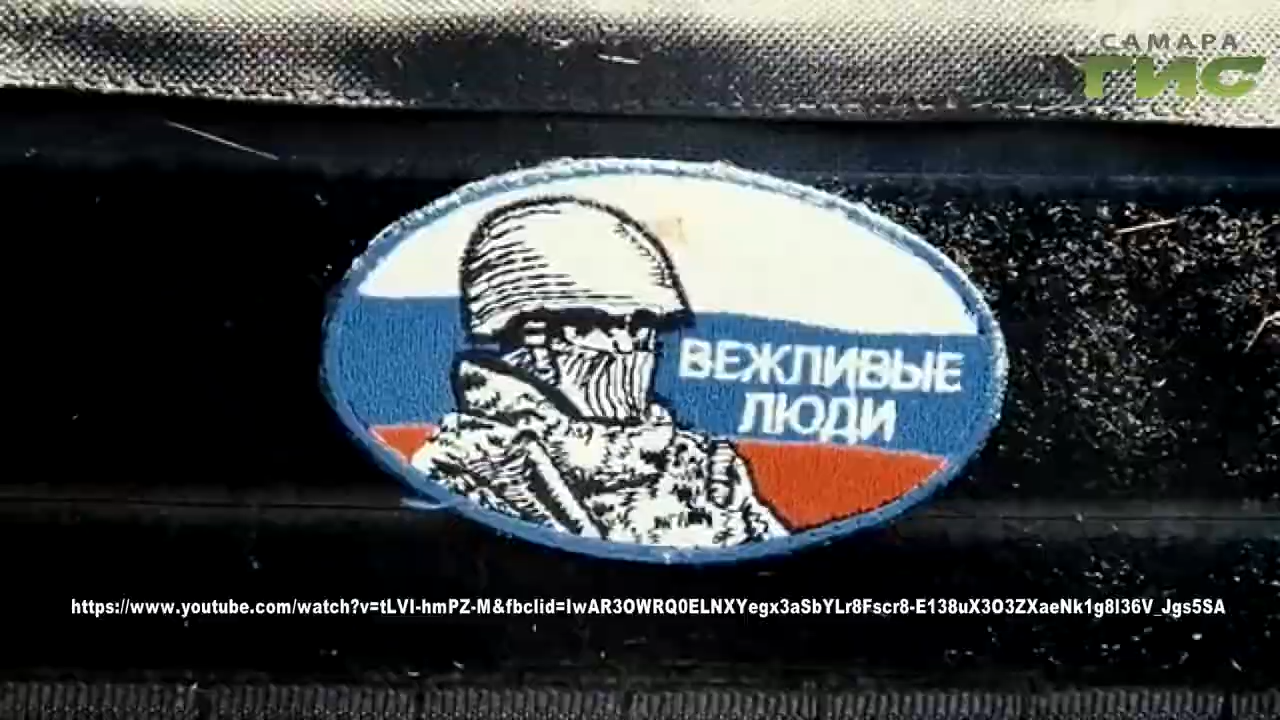 САМАРА
ГИС
ВЕЖЛИВЫЕ
ЛЮДИ
https://www.youtube.com/watch?v=tLVI-hmPZ-M&fbclid=IwAR3OWRQ0ELNXYegx3aSbYLr8Fscr8-E138uX3O3ZXaeNk1g8l36V_Jgs5SA